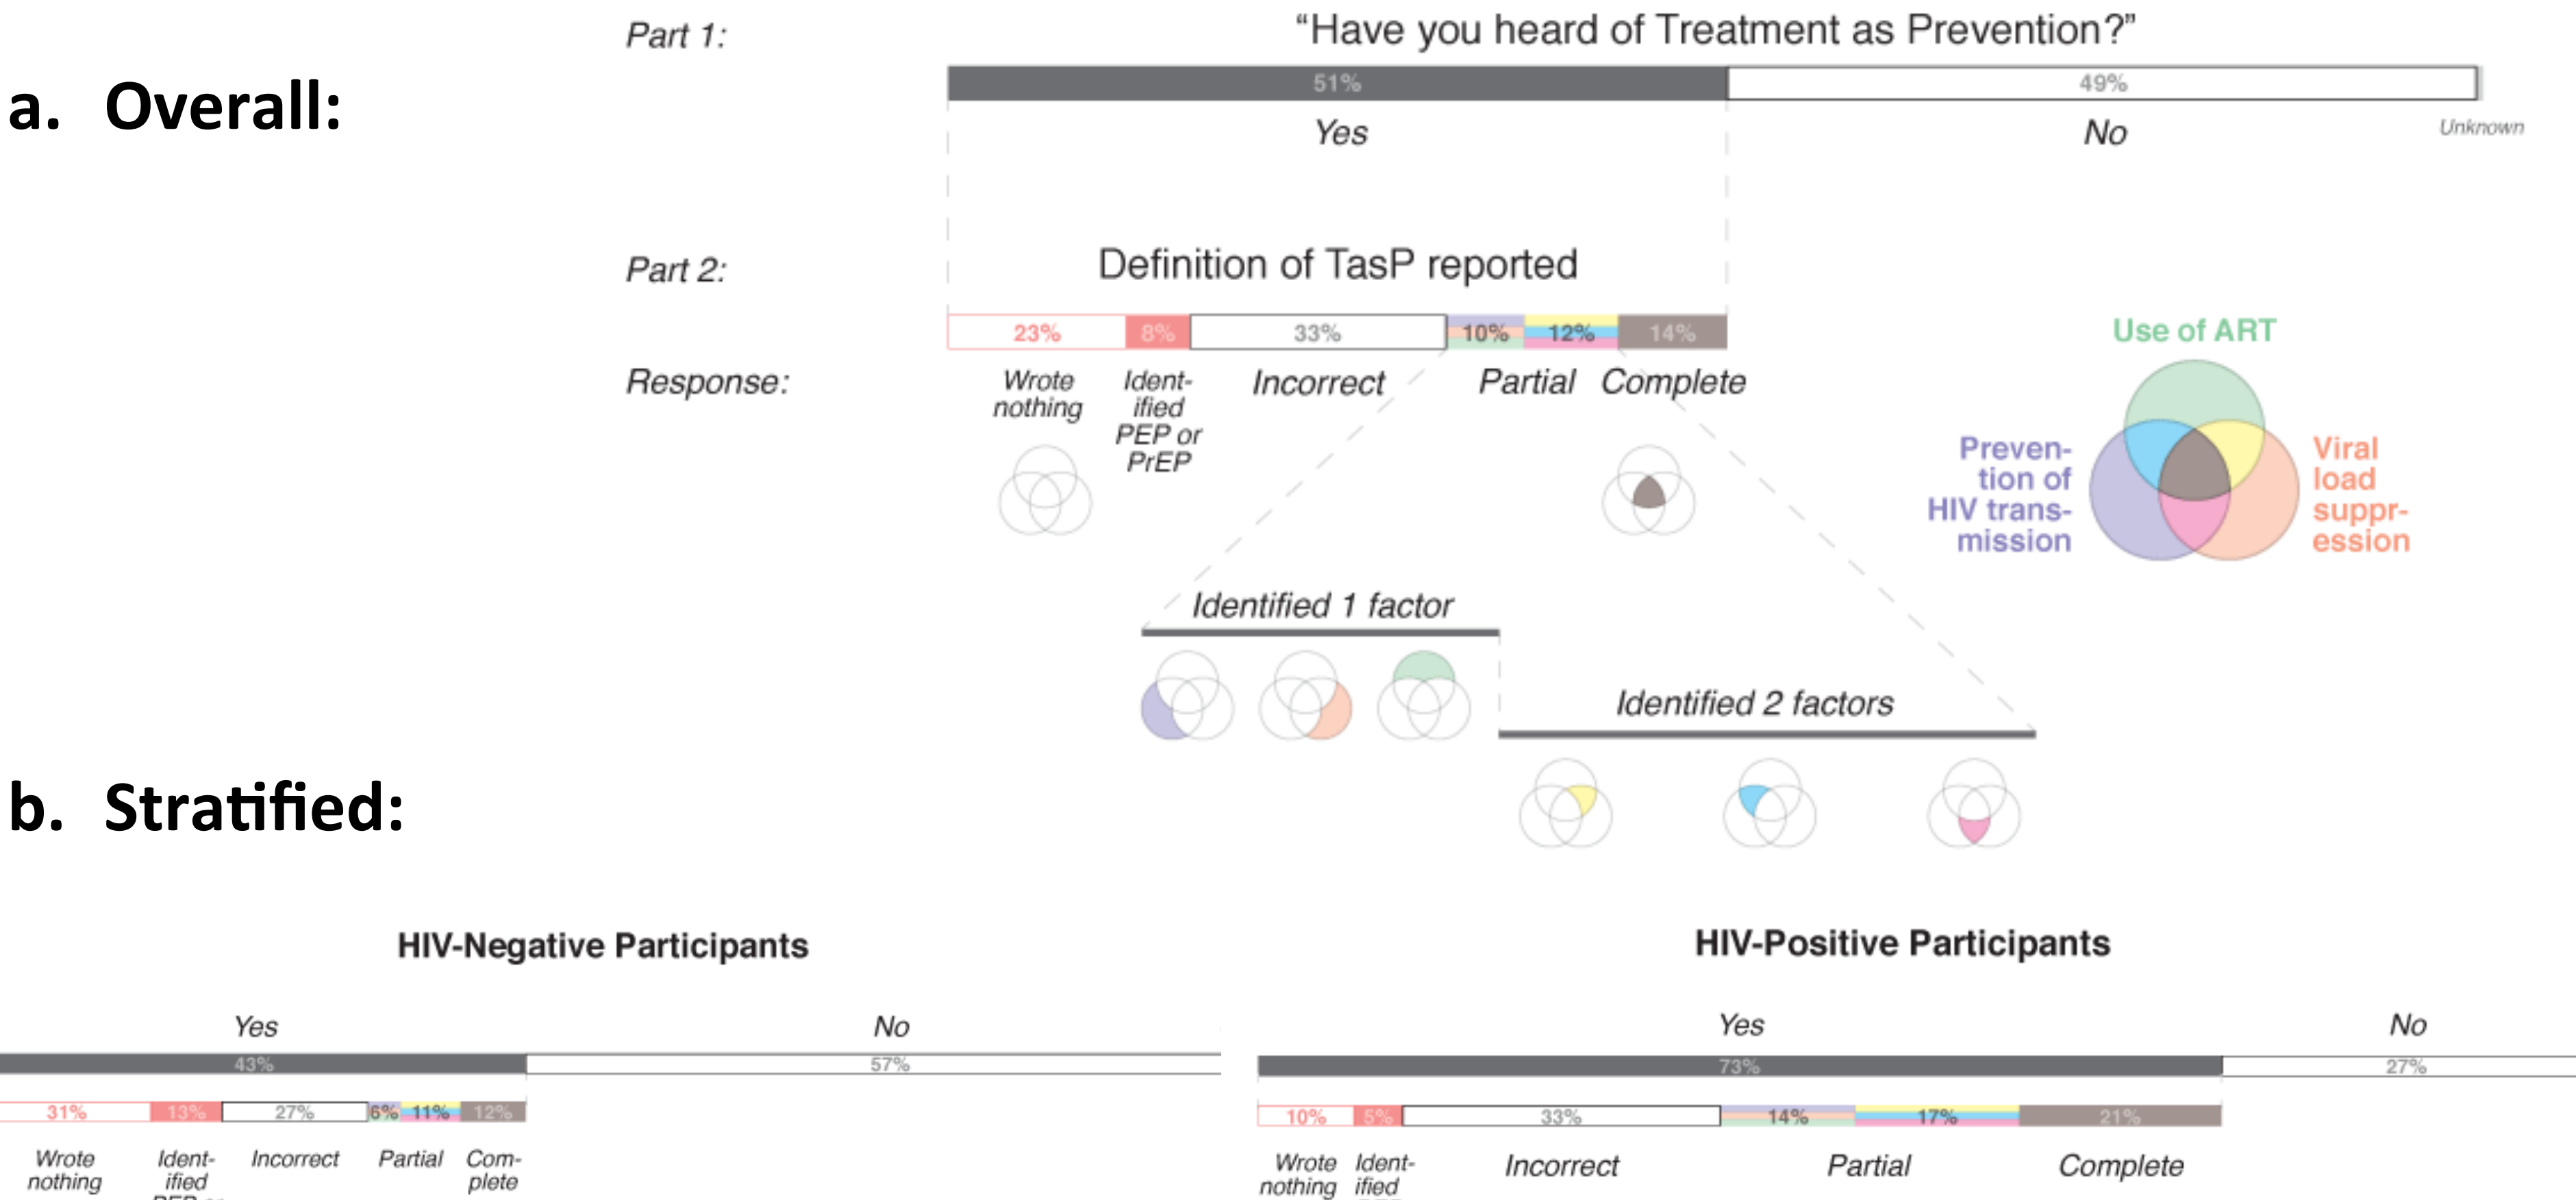 Part 1:
“Have you heard of Treatment as Prevention?”
a. Overall:
51%
49%
Yes
No
Unknown
Part 2:
Definition of TasP reported
23%
8%
33%
10%
12%
14%
Response:
Wrote
nothing
Ident-
ified
PEP or
PrEP
Incorrect
Partial
Complete
Use of ART
Preven-
tion of
HIV trans-
mission
Viral
load
suppr-
ession
Identified 1 factor
Identified 2 factors
b. Stratified:
HIV-Negative Participants
Yes
No
43%
57%
31%
13%
27%
6%
11%
12%
Wrote
nothing
Ident-
ified
Incorrect
Partial
Com-
plete
HIV-Positive Participants
Yes
No
73%
27%
10%
5%
33%
14%
17%
21%
Wrote
nothing
Ident-
ified
Incorrect
Partial
Complete